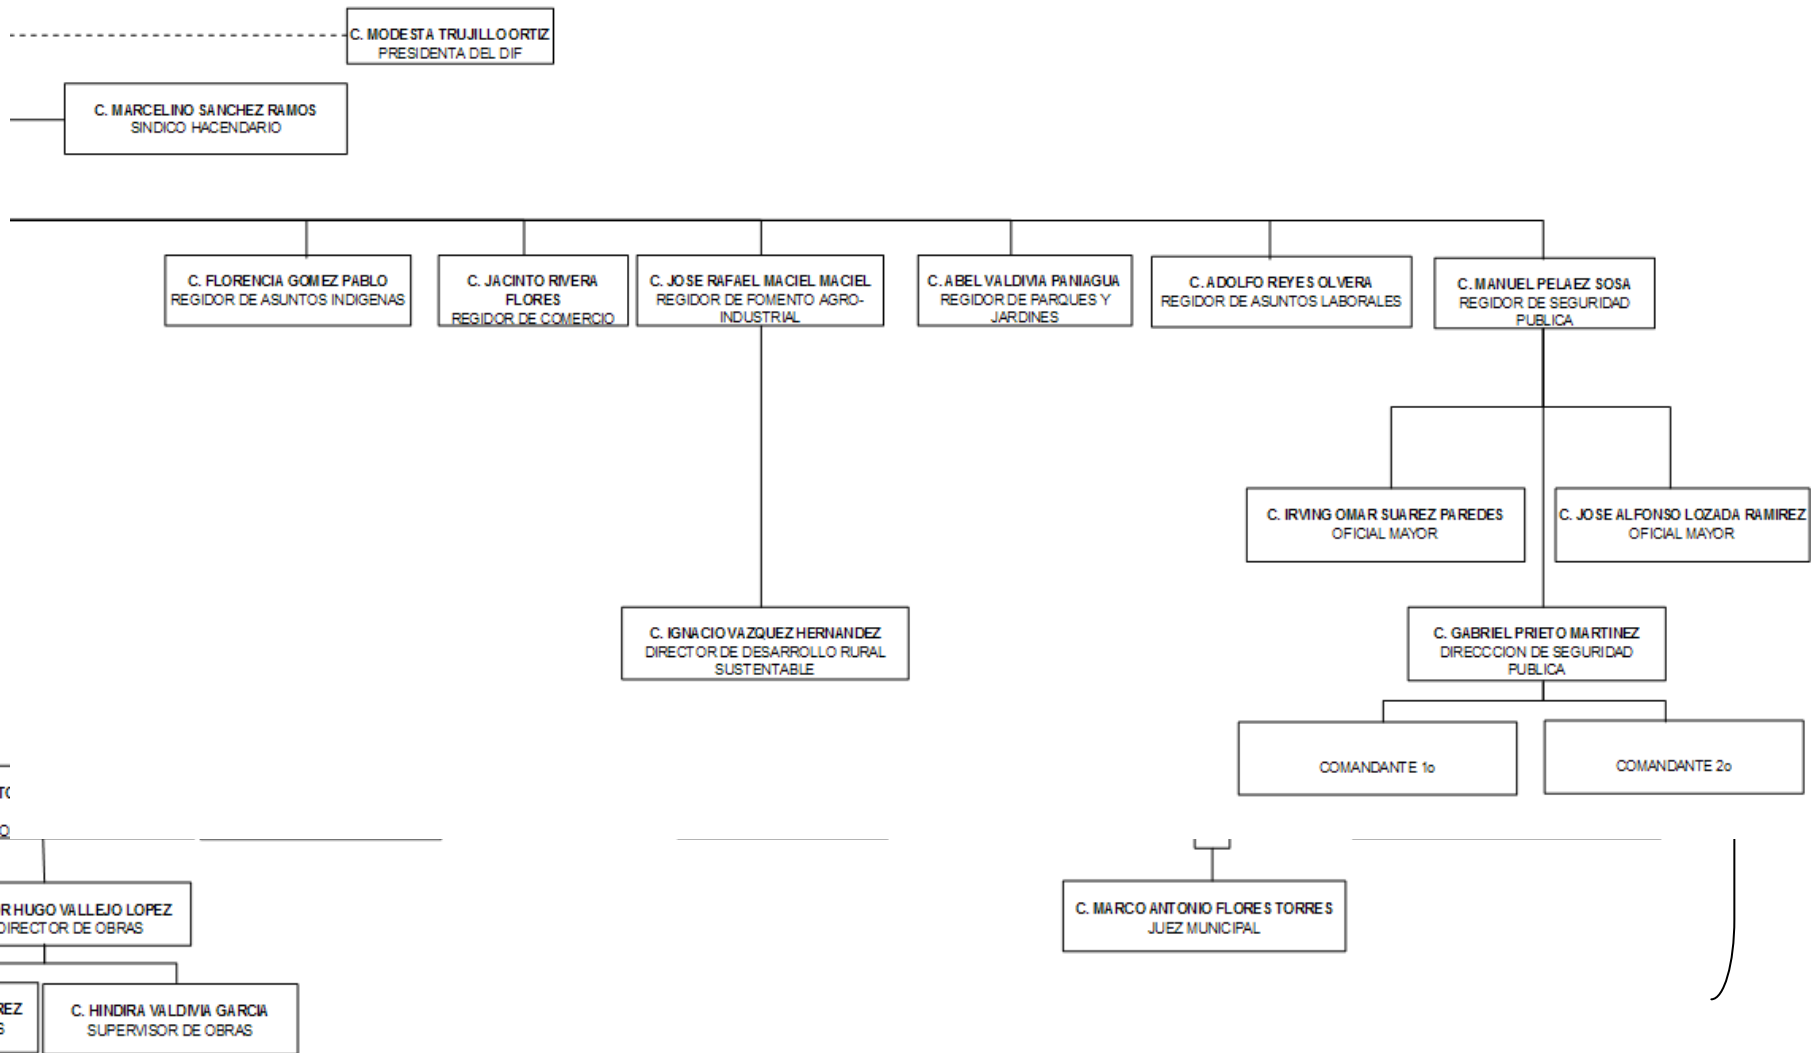 C. MODESTA TRUJILLO ORTIZ
PRESIDENTA DEL DIF
C. MARCELINO SANCHEZ RAMOS
SINDICO HACENDARIO
C. FLORENCIA GOMEZ PABLO
REGIDOR DE ASUNTOS INDIGENAS
C. JACINTO RIVERA
FLORES
REGIDOR DE COMERCIO
C. JOSE RAFAEL MACIEL MACIEL
REGIDOR DE FOMENTO AGRO-
INDUSTRIAL
C. ABEL VALDIVIA PANIAGUA
REGIDOR DE PARQUES Y
JARDINES
C. ADOLFO REYES OLVERA
REGIDOR DE ASUNTOS LABORALES
C. MANUEL PELAEZ SOSA
REGIDOR DE SEGURIDAD
PUBLICA
C. IRVING OMAR SUAREZ PAREDES
OFICIAL MAYOR
C. JOSE ALFONSO LOZADA RAMIREZ
OFICIAL MAYOR
C. IGNACIO VAZQUEZ HERNANDEZ
DIRECTOR DE DESARROLLO RURAL
SUSTENTABLE
C. GABRIEL PRIETO MARTINEZ
DIRECCCION DE SEGURIDAD
PUBLICA
COMANDANTE 1o
COMANDANTE 2o
R HUGO VALLEJO LOPEZ
DIRECTOR DE OBRAS
C. MARCO ANTONIO FLORES TORRES
JUEZ MUNICIPAL
REZ
S
C. HINDIRA VALDIVIA GARCIA
SUPERVISOR DE OBRAS